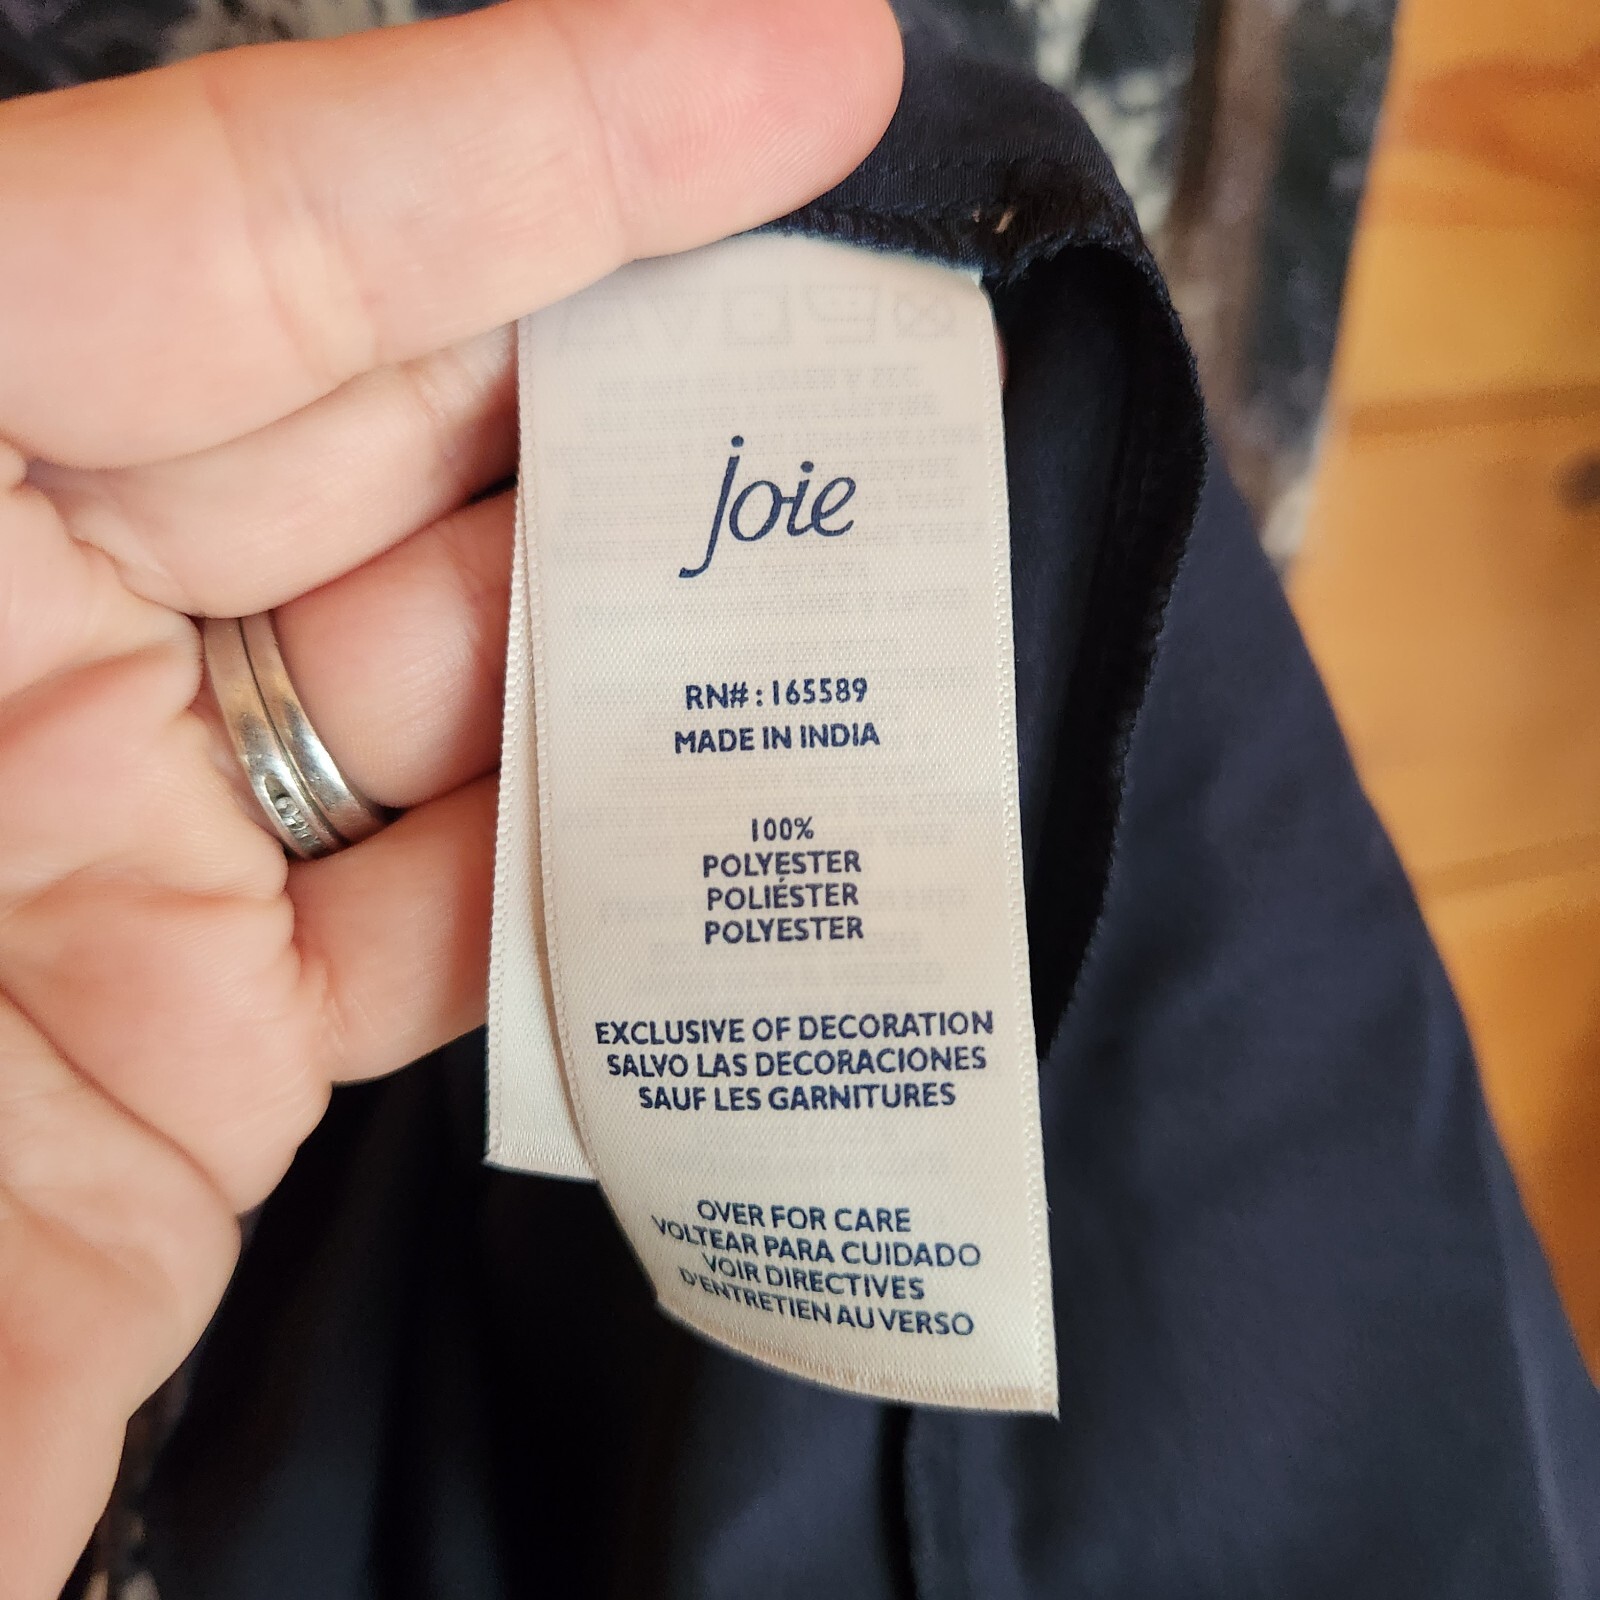 joie
RN# : 165589
MADE IN INDIA
100%
POLYESTER
POLIÉSTER
POLYESTER
EXCLUSIVE OF DECORATION
SALVO LAS DECORACIONES
SAUF LES GARNITURES
OVER FOR CARE
VOLTEAR PARA CUIDADO
VOIR DIRECTIVES
D'ENTRETIEN AU VERSO